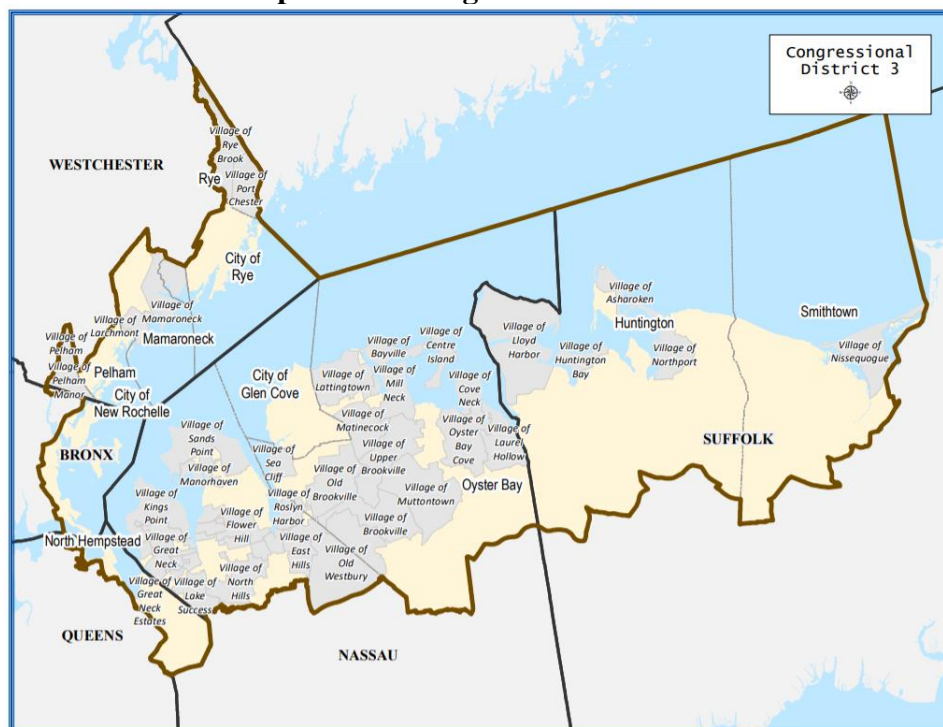 Congressional
District 3
WESTCHESTER
Village of
Rye
Brook
Rye
Village of
Port
Chester
City of
Rye
Village of
Mamaroneck
Village of
Larchmont
Mamaroneck
Village of
Pelham
Village of
Pelham
Manor
Pelham
City of
New Rochelle
BRONX
Village of
Asharoken
Huntington
Smithtown
Village of
Nissequogue
Village of
Lloyd
Harbor
Village of
Huntington
Bay
Village of
Northport
Village of
Centre
Island
Village of
Bayville
Village of
Mill
Neck
Village of
Lattingtown
City of
Glen Cove
Village of
Cove
Neck
Village of
Matinecock
Village of
Oyster
Bay
Cove
Village of
Laurel
Hollow
SUFFOLK
Village of
Sands
Point
Village of
Manorhaven
Village of
Sea
Cliff
Village of
Upper
Brookville
Village of
Old
Brookville
Village of
Muttontown
Oyster Bay
Village of
Kings
Point
Village of
Flower
Hill
Village of
Roslyn
Harbor
Village of
Brookville
North Hempstead
Village of
Great
Neck
Village of
East
Hills
Village of
Old
Westbury
Village of
Great
Neck
Estates
Village of
Lake
Success
Village of
North
Hills
QUEENS
NASSAU